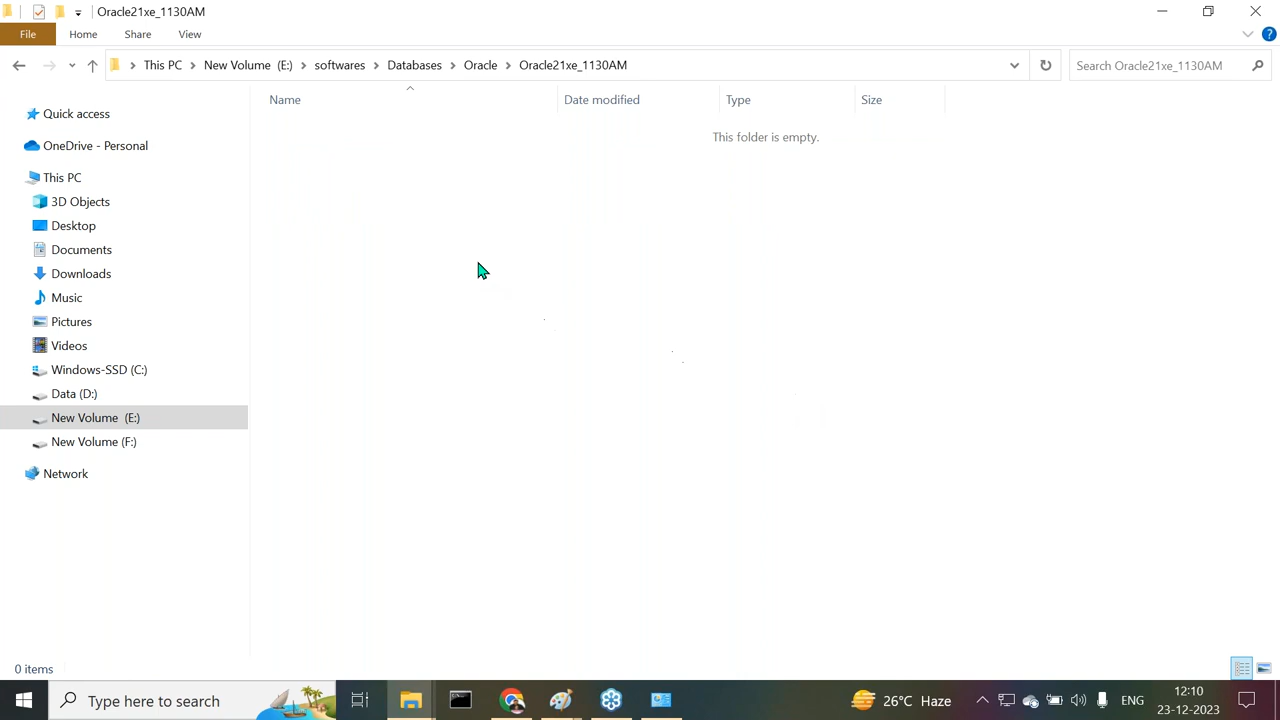 Oracle21xe_1130AM
File Home Share View
This PC New Volume (E:) softwares Databases Oracle Oracle21xe_1130AM Search Oracle21xe_1130AM
Name Date modified Type Size
This folder is empty.
Quick access
OneDrive - Personal
This PC
3D Objects
Desktop
Documents
Downloads
Music
Pictures
Videos
Windows-SSD (C:)
Data (D:)
New Volume (E:)
New Volume (F:)
Network
0 items
Type here to search 26°C Haze ENG 12:10
23-12-2023